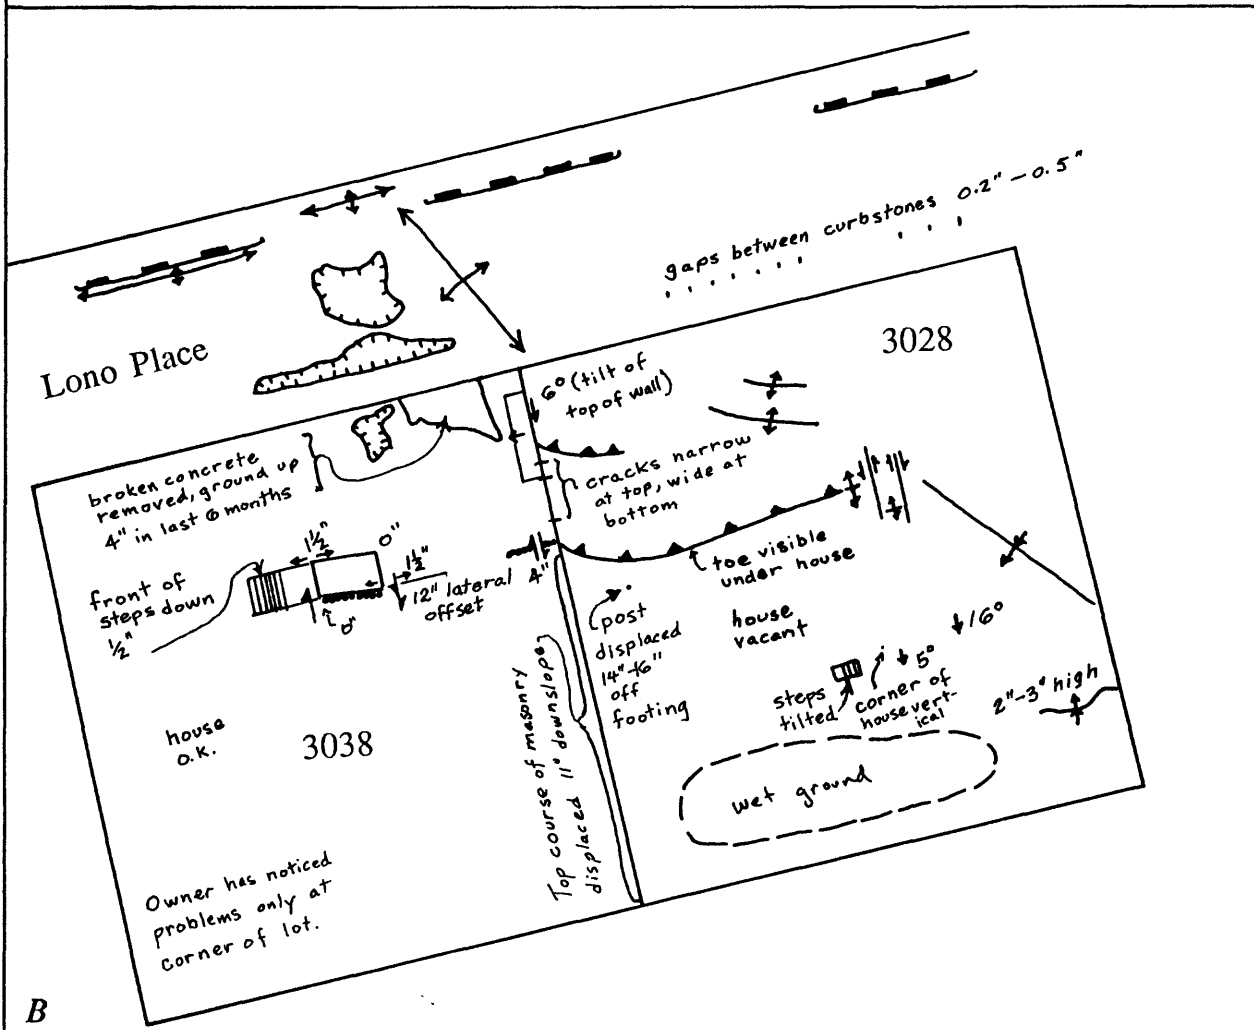 gaps between curbstones 0.2" – 0.5"
Lono Place
3028
6° (tilt of
top of wall)
broken concrete
removed, ground up
4" in last 6 months
cracks narrow
at top, wide at
bottom
1½"
0"
1½"
12" lateral
offset
4"
0"
front of
steps down
½"
toe visible
under house
post
displaced
14"-16"
off
footing
house
vacant
16°
5°
steps
tilted
corner of
house vert-
ical
2"-3" high
house
o.k.
3038
Top course of masonry
displaced 11" downslope
wet ground
Owner has noticed
problems only at
corner of lot.
B